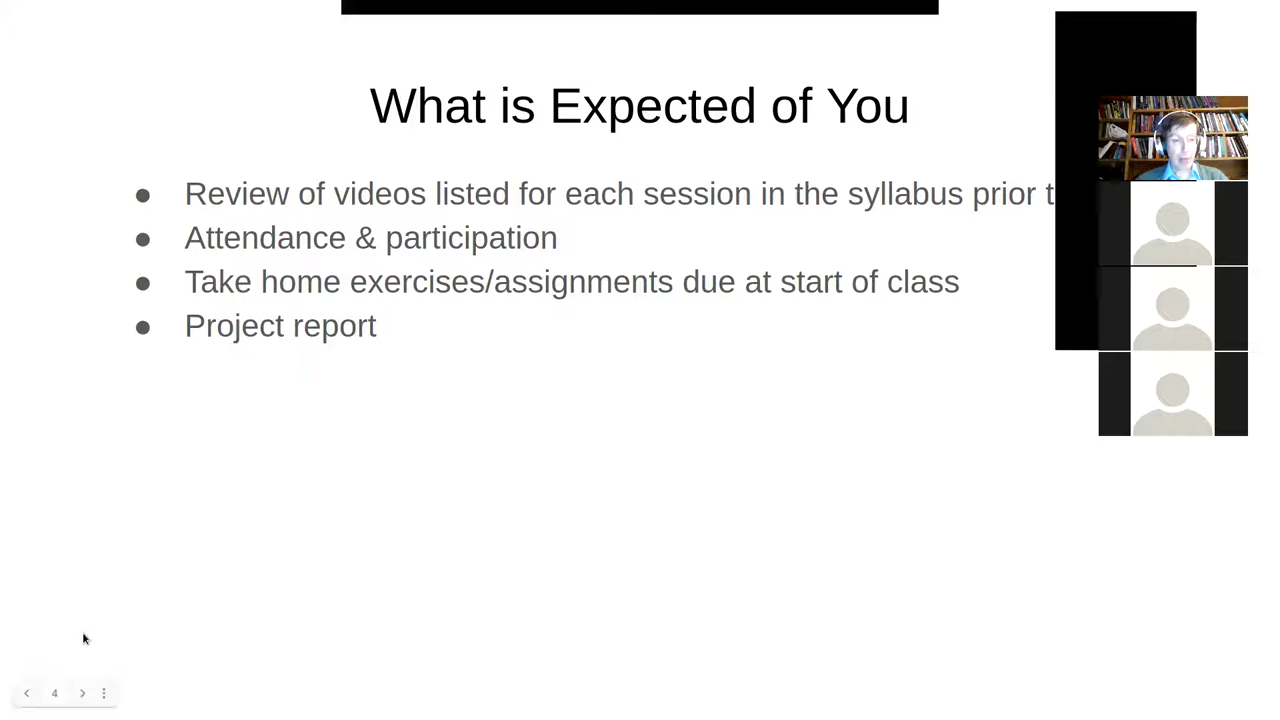 What is Expected of You
● Review of videos listed for each session in the syllabus prior t
● Attendance & participation
● Take home exercises/assignments due at start of class
● Project report
4